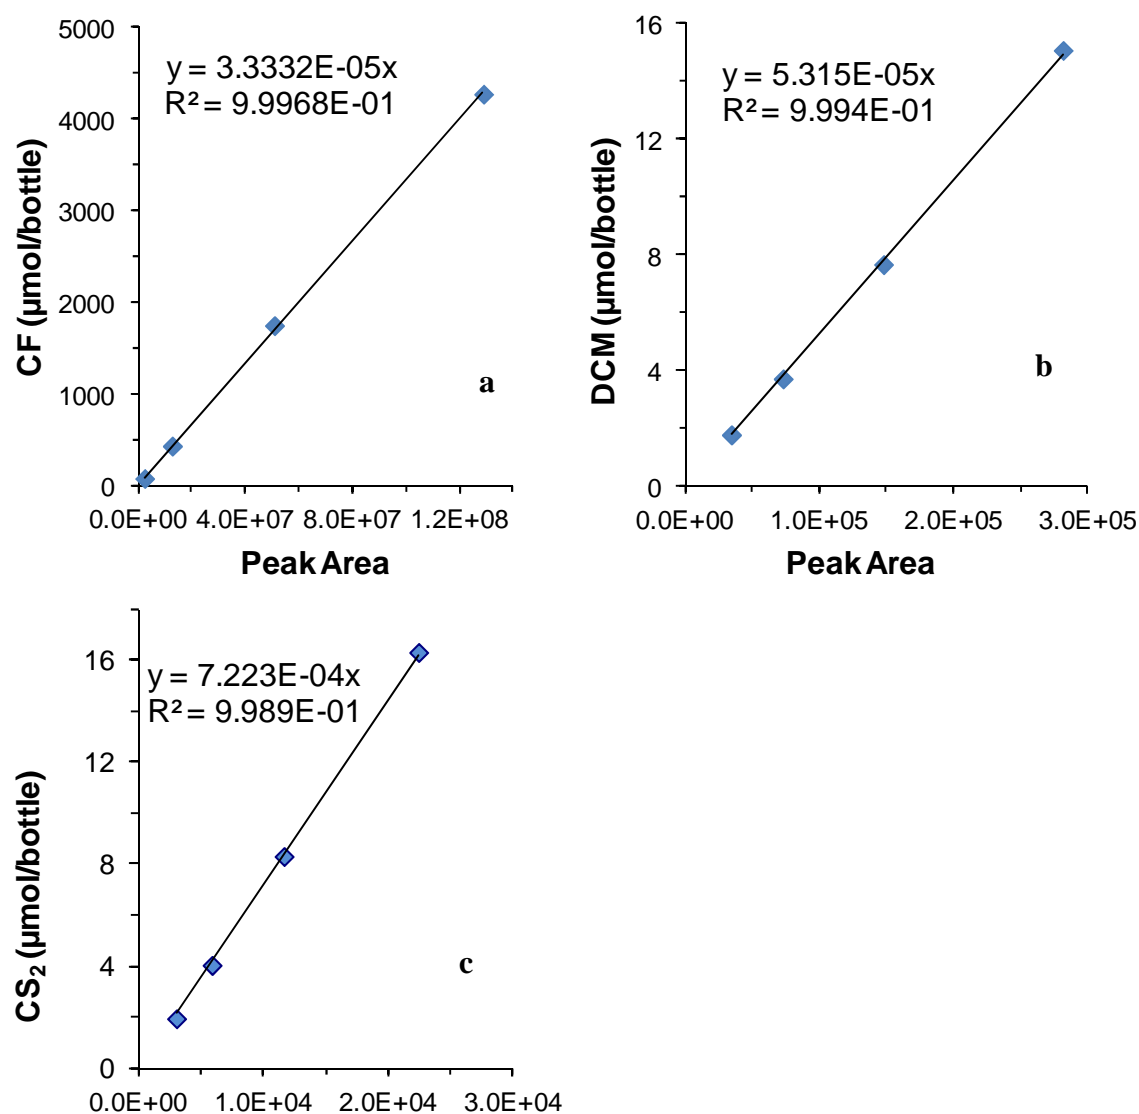 5000
4000
3000
2000
1000
0
CF (µmol/bottle)
y = 3.3332E-05x
R² = 9.9968E-01
a
0.0E+00 4.0E+07 8.0E+07 1.2E+08
Peak Area
16
12
8
4
0
DCM (µmol/bottle)
y = 5.315E-05x
R² = 9.994E-01
b
0.0E+00 1.0E+05 2.0E+05 3.0E+05
Peak Area
16
12
8
4
0
CS₂ (µmol/bottle)
y = 7.223E-04x
R² = 9.989E-01
c
0.0E+00 1.0E+04 2.0E+04 3.0E+04